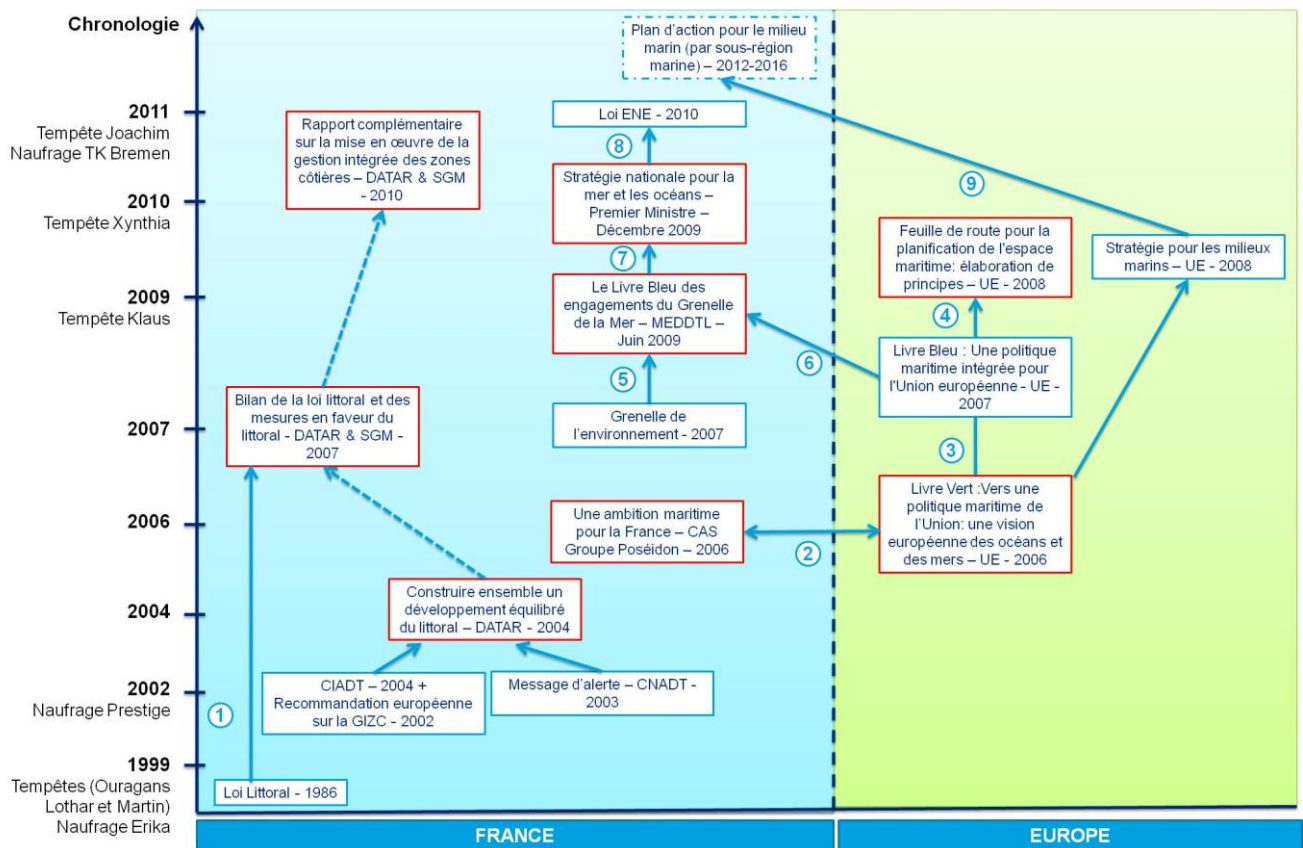 Chronologie
2011
Tempête Joachim
Naufrage TK Bremen
2010
Tempête Xynthia
2009
Tempête Klaus
2007
2006
2004
2002
Naufrage Prestige
1999
Tempêtes (Ouragans
Lothar et Martin)
Naufrage Erika
Plan d'action pour le milieu
marin (par sous-région
marine) – 2012-2016
Rapport complémentaire
sur la mise en œuvre de la
gestion intégrée des zones
côtières – DATAR & SGM
- 2010
Loi ENE - 2010
8
Stratégie nationale pour la
mer et les océans –
Premier Ministre –
Décembre 2009
7
Le Livre Bleu des
engagements du Grenelle
de la Mer – MEDDTL –
Juin 2009
5
Grenelle de
l'environnement - 2007
6
9
Feuille de route pour la
planification de l'espace
maritime: élaboration de
principes – UE - 2008
Stratégie pour les milieux
marins – UE - 2008
4
Livre Bleu : Une politique
maritime intégrée pour
l'Union européenne - UE -
2007
3
Livre Vert :Vers une
politique maritime de
l'Union: une vision
européenne des océans et
des mers – UE - 2006
2
Une ambition maritime
pour la France – CAS
Groupe Poséidon – 2006
Bilan de la loi littoral et des
mesures en faveur du
littoral - DATAR & SGM -
2007
Construire ensemble un
développement équilibré
du littoral – DATAR - 2004
CIADT – 2004 +
Recommandation européenne
sur la GIZC - 2002
Message d'alerte – CNADT -
2003
1
Loi Littoral - 1986
FRANCE
EUROPE